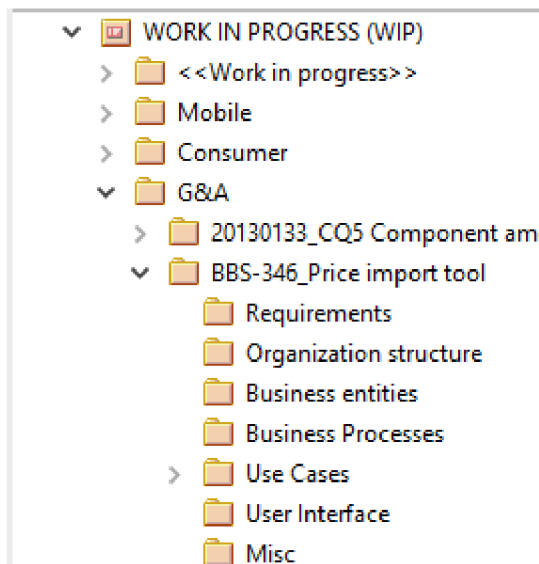 WORK IN PROGRESS (WIP)
<<Work in progress>>
Mobile
Consumer
G&A
20130133_CQ5 Component
BBS-346_Price import tool
Requirements
Organization structure
Business entities
Business Processes
Use Cases
User Interface
Misc